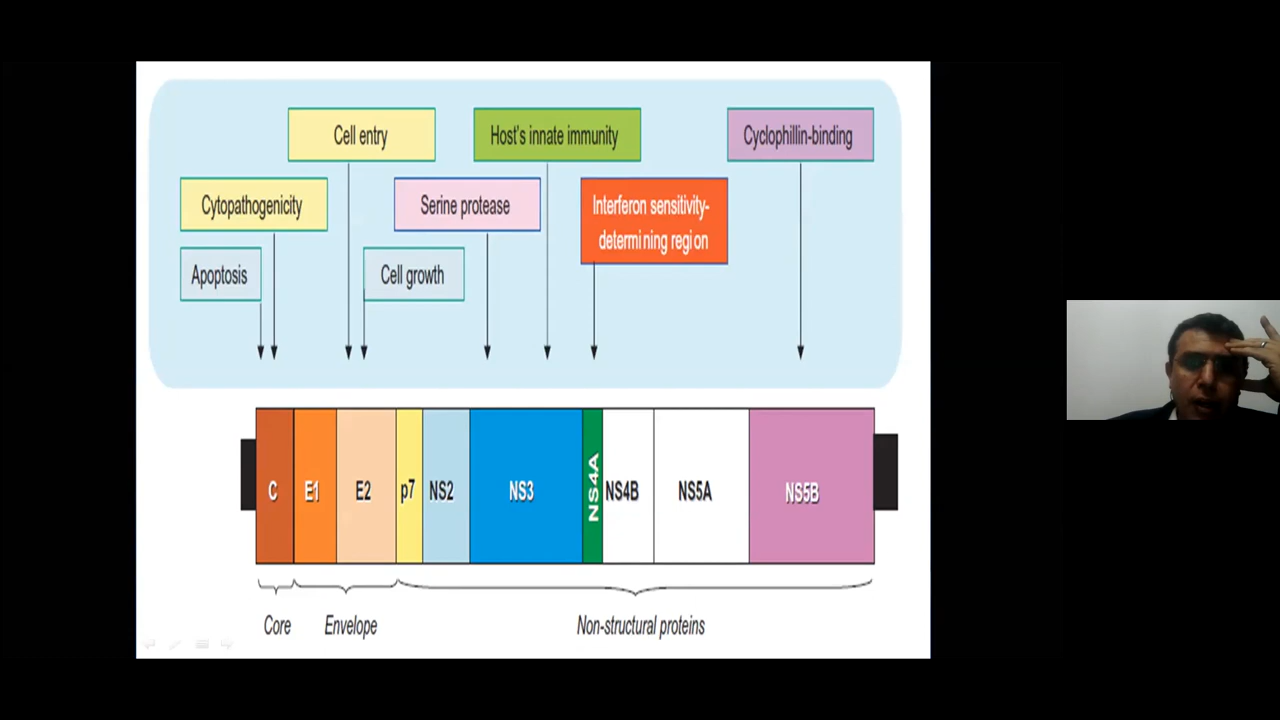 Cell entry
Host's innate immunity
Cyclophillin-binding
Cytopathogenicity
Serine protease
Interferon sensitivity-
determining region
Apoptosis
Cell growth
C
E1
E2
p7
NS2
NS3
NS4A
NS4B
NS5A
NS5B
Core
Envelope
Non-structural proteins